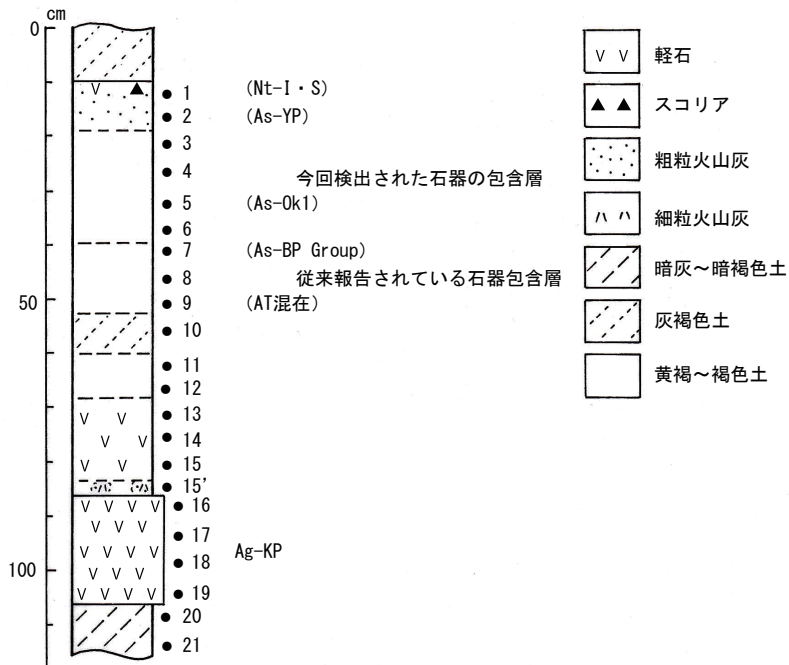 cm
0
1 (Nt-I・S)
2 (As-YP)
3
4 今回検出された石器の包含層
5 (As-Ok1)
6
7 (As-BP Group)
8 従来報告されている石器包含層
50
9 (AT混在)
10
11
12
13
14
15
15'
16
17
Ag-KP
18
100
19
20
21
軽石
スコリア
粗粒火山灰
細粒火山灰
暗灰～暗褐色土
灰褐色土
黄褐～褐色土